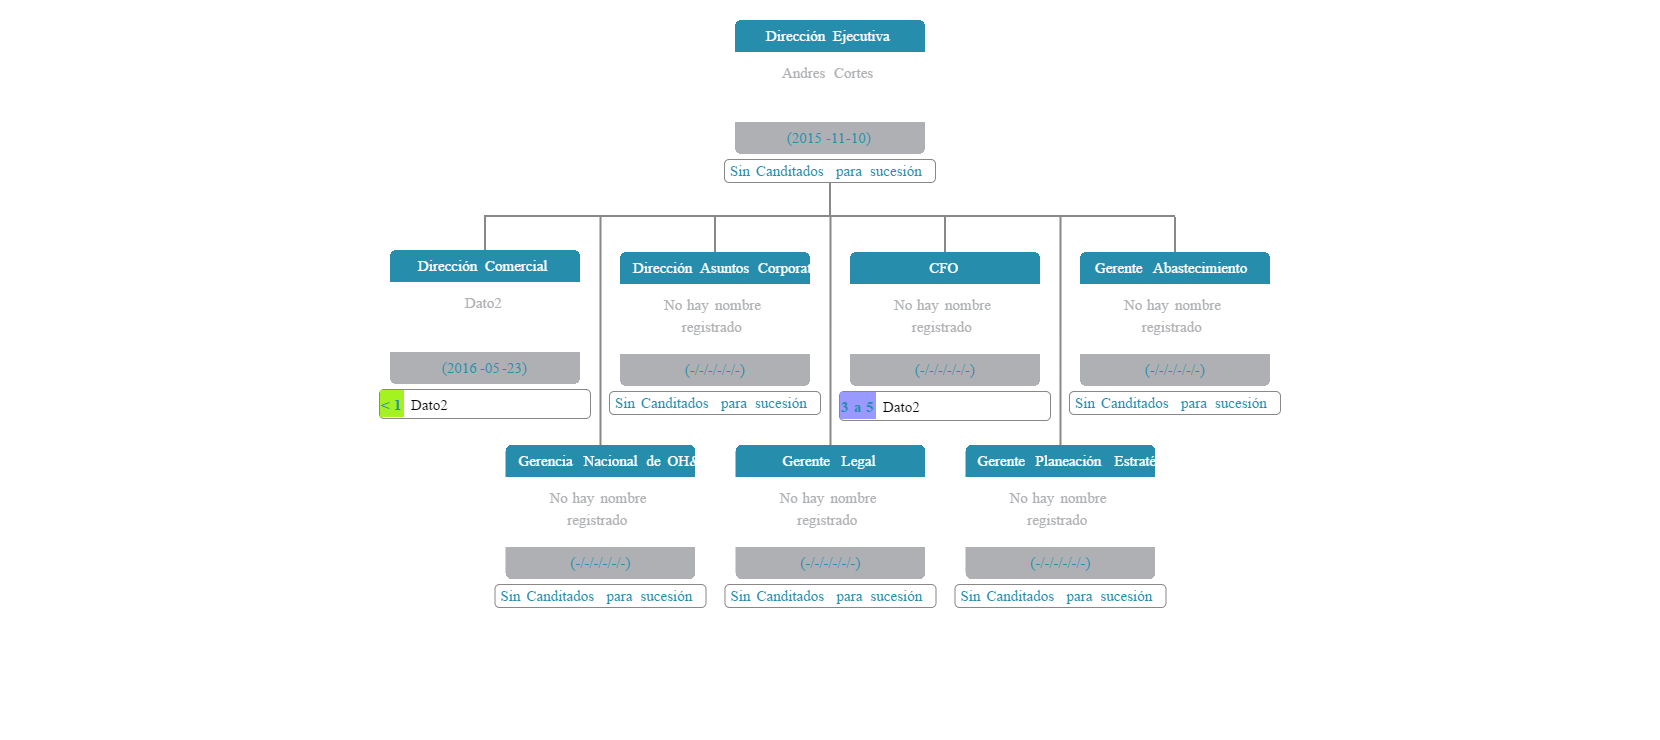 Dirección Ejecutiva
Andres Cortes
(2015-11-10)
Sin Canditados para sucesión
Dirección Comercial
Dato2
(2016-05-23)
< 1 Dato2
Dirección Asuntos Corporat
No hay nombre
registrado
(-/-/-/-/-/-)
Sin Canditados para sucesión
CFO
No hay nombre
registrado
(-/-/-/-/-/-)
3 a 5 Dato2
Gerente Abastecimiento
No hay nombre
registrado
(-/-/-/-/-/-)
Sin Canditados para sucesión
Gerencia Nacional de OH&
No hay nombre
registrado
(-/-/-/-/-/-)
Sin Canditados para sucesión
Gerente Legal
No hay nombre
registrado
(-/-/-/-/-/-)
Sin Canditados para sucesión
Gerente Planeación Estraté
No hay nombre
registrado
(-/-/-/-/-/-)
Sin Canditados para sucesión